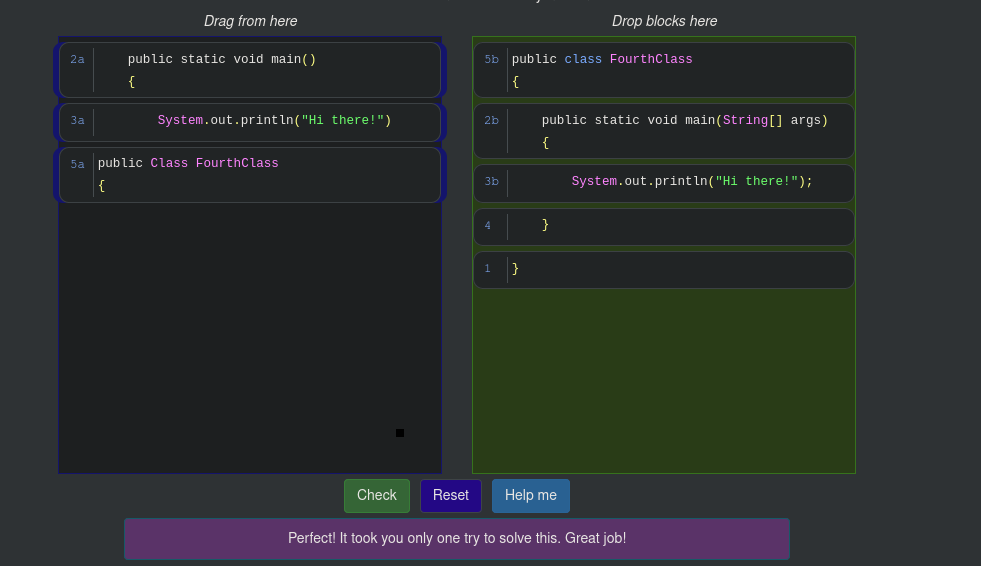 Drag from here
2a public static void main()
{
3a System.out.println("Hi there!")
5a public Class FourthClass
{
Drop blocks here
5b public class FourthClass
{
2b public static void main(String[] args)
{
3b System.out.println("Hi there!");
4 }
1 }
Check Reset Help me
Perfect! It took you only one try to solve this. Great job!